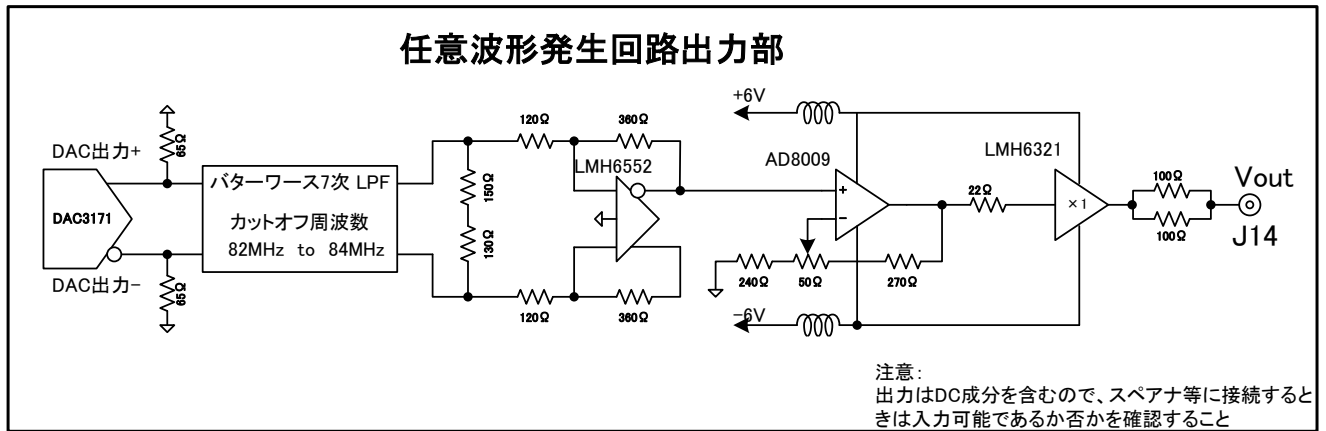 任意波形発生回路出力部
DAC出力+
65Ω
DAC3171
DAC出力-
65Ω
バターワース7次 LPF
カットオフ周波数
82MHz to 84MHz
150Ω
130Ω
120Ω
360Ω
LMH6552
120Ω
360Ω
+6V
AD8009
+
-
240Ω
50Ω
270Ω
-6V
22Ω
LMH6321
×1
100Ω
100Ω
Vout
J14
注意:
出力はDC成分を含むので、スペアナ等に接続すると
きは入力可能であるか否かを確認すること